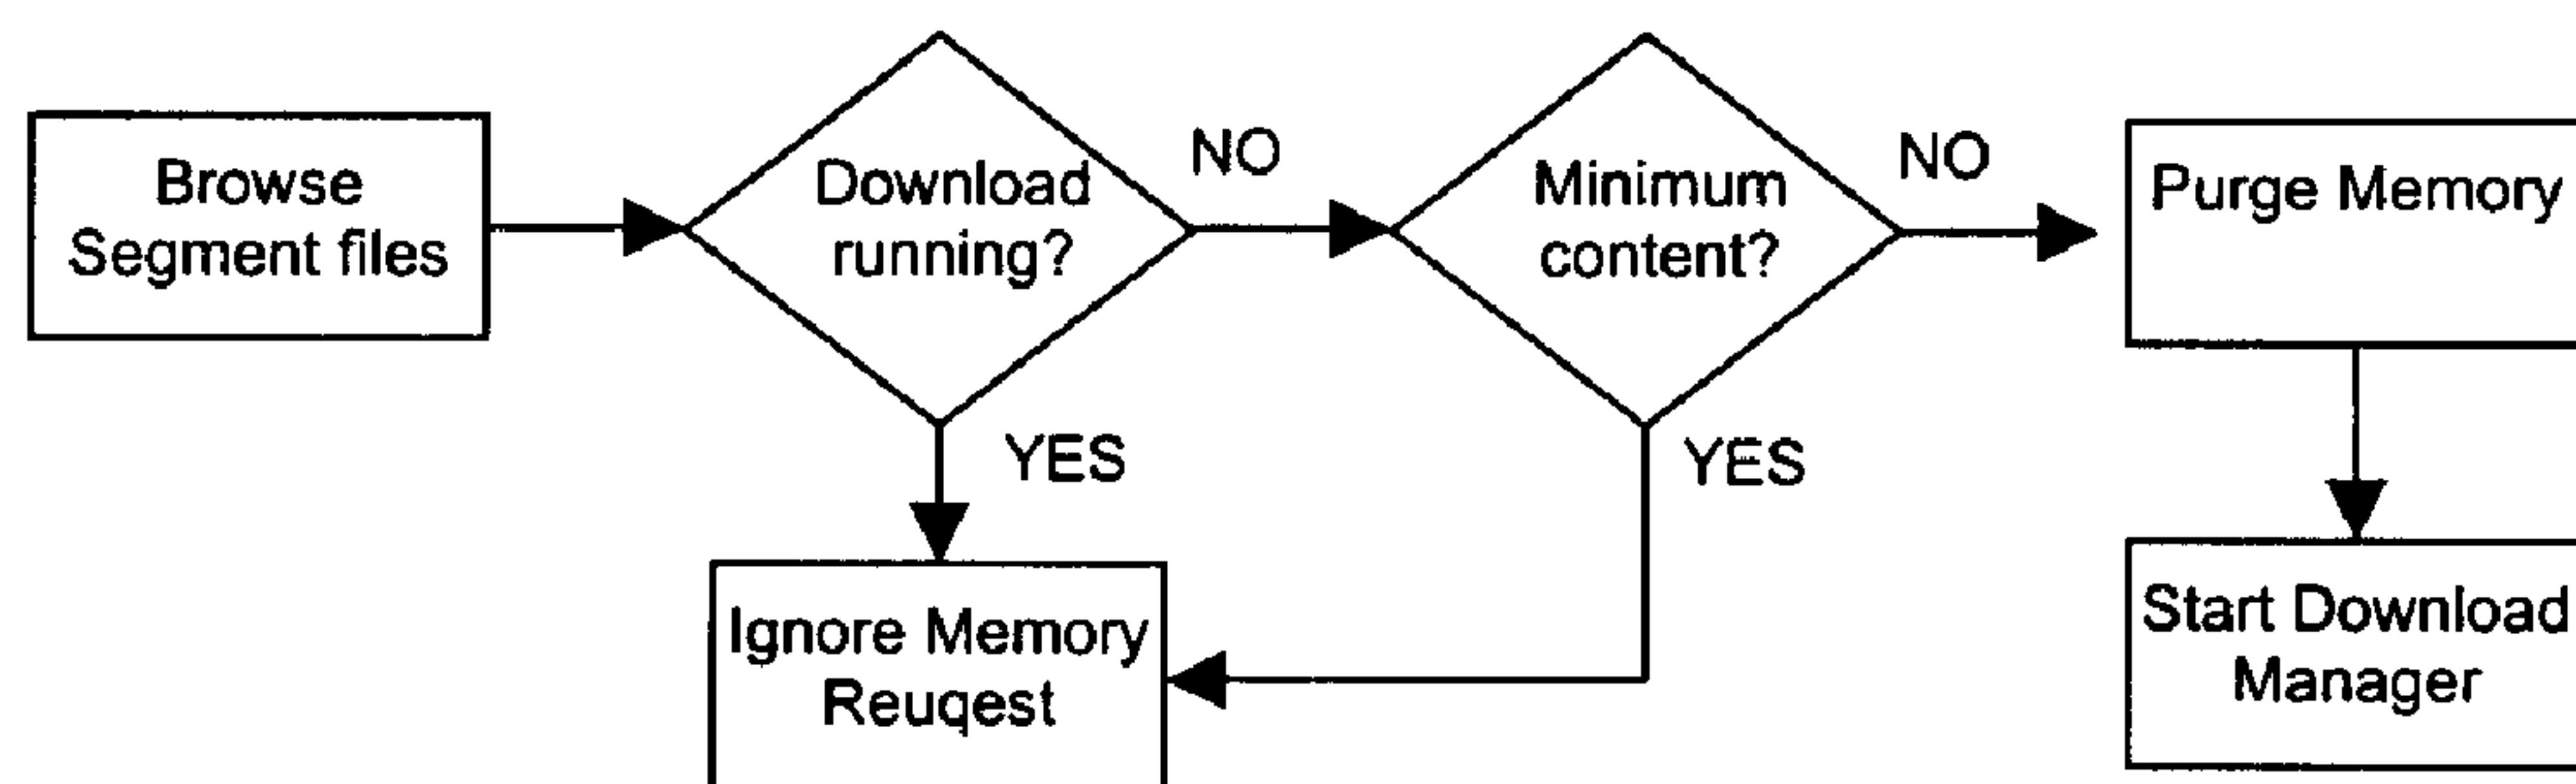 Browse
Segment files
Download
running?
NO
Minimum
content?
NO
Purge Memory
YES
YES
Ignore Memory
Reuqest
Start Download
Manager